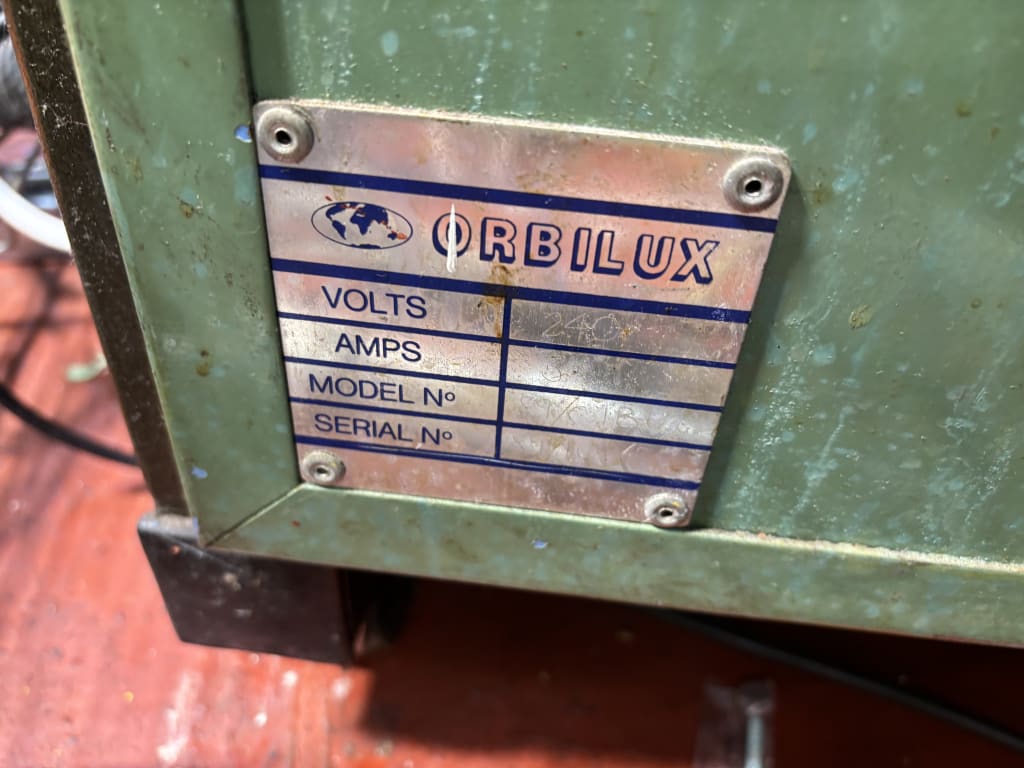 ORBILUX
VOLTS 240
AMPS
MODEL Nº
SERIAL Nº